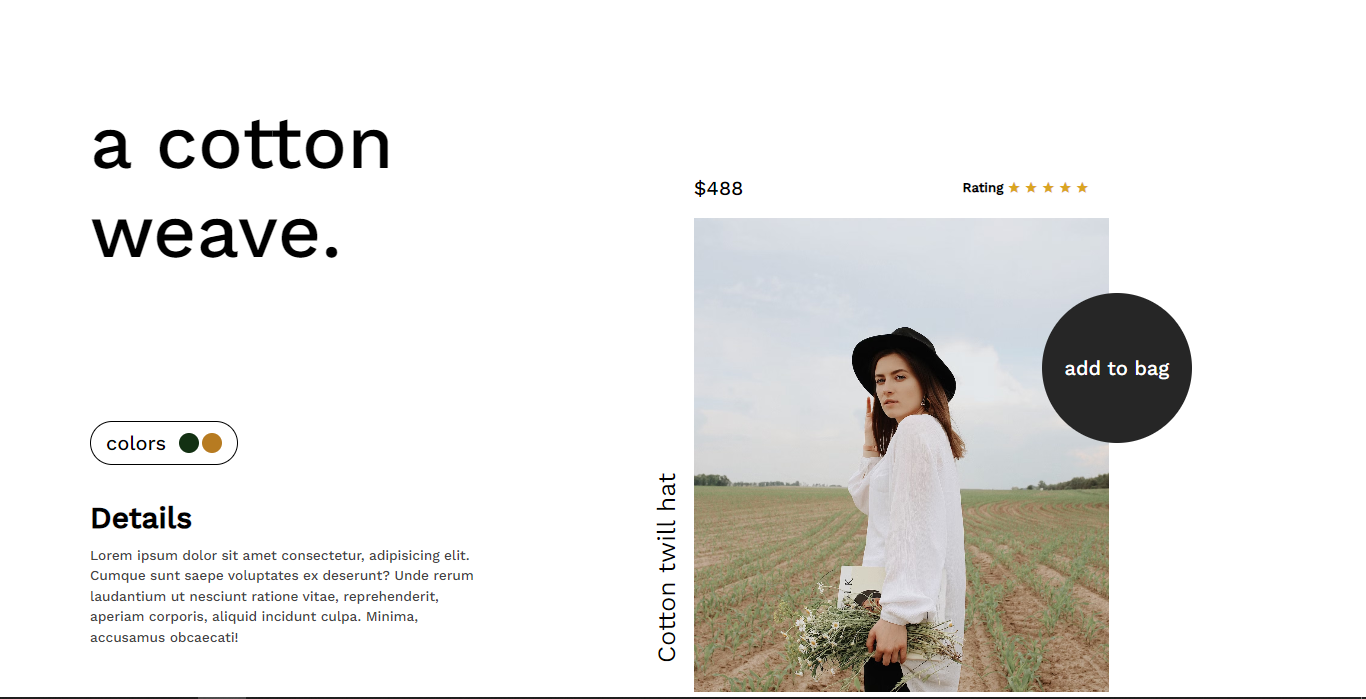 a cotton
weave.
colors
Details
Lorem ipsum dolor sit amet consectetur, adipisicing elit.
Cumque sunt saepe voluptates ex deserunt? Unde rerum
laudantium ut nesciunt ratione vitae, reprehenderit,
aperiam corporis, aliquid incidunt culpa. Minima,
accusamus obcaecati!
$488
Rating
Cotton twill hat
add to bag